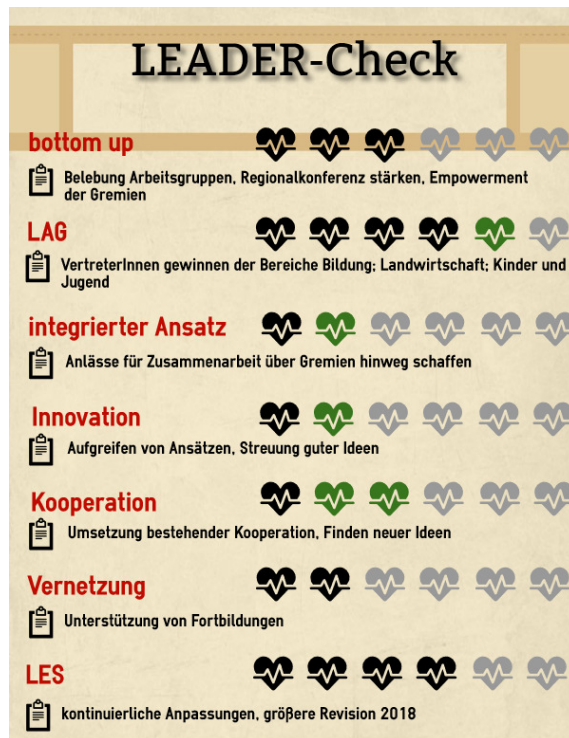 LEADER-Check
bottom up
Belebung Arbeitsgruppen, Regionalkonferenz stärken, Empowerment
der Gremien
LAG
VertreterInnen gewinnen der Bereiche Bildung; Landwirtschaft; Kinder und
Jugend
integrierter Ansatz
Anlässe für Zusammenarbeit über Gremien hinweg schaffen
Innovation
Aufgreifen von Ansätzen, Streuung guter Ideen
Kooperation
Umsetzung bestehender Kooperation, Finden neuer Ideen
Vernetzung
Unterstützung von Fortbildungen
LES
kontinuierliche Anpassungen, größere Revision 2018